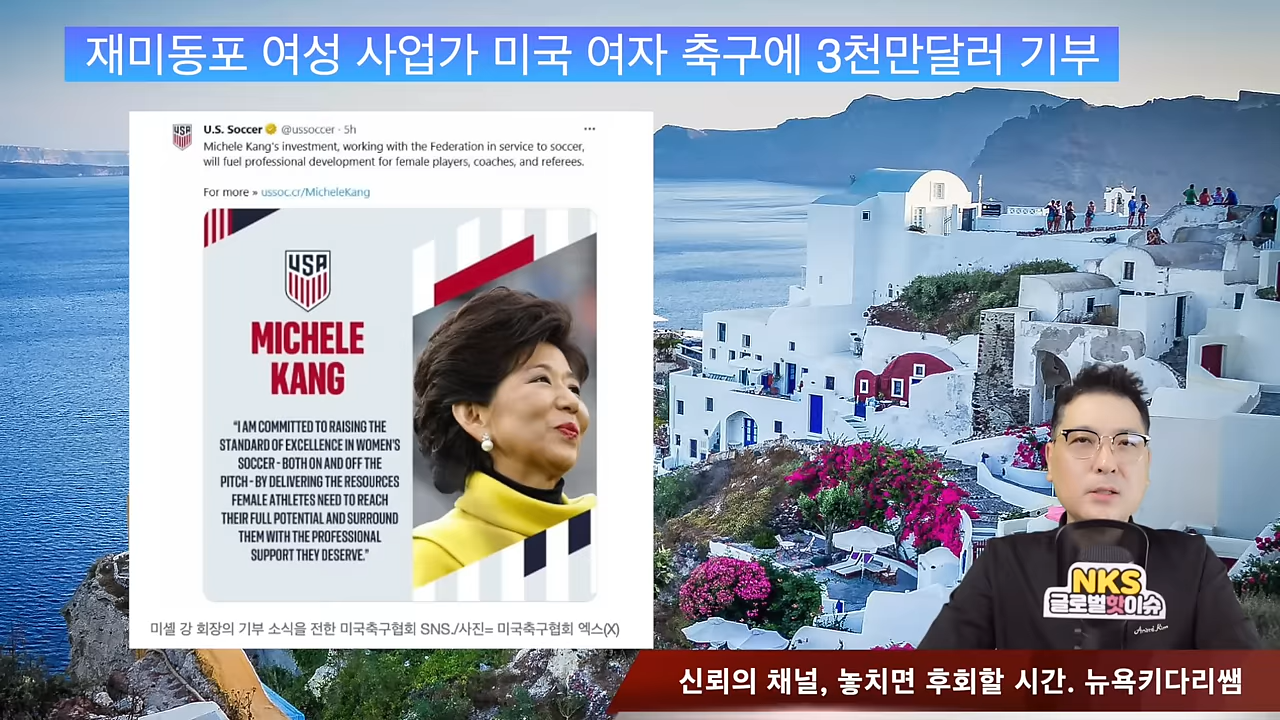 재미동포 여성 사업가 미국 여자 축구에 3천만달러 기부
U.S. Soccer @ussoccer · 5h
Michele Kang's investment, working with the Federation in service to soccer,
will fuel professional development for female players, coaches, and referees.
For more » ussoc.cr/MicheleKang
USA
MICHELE
KANG
"I AM COMMITTED TO RAISING THE
STANDARD OF EXCELLENCE IN WOMEN'S
SOCCER - BOTH ON AND OFF THE
PITCH - BY DELIVERING THE RESOURCES
FEMALE ATHLETES NEED TO REACH
THEIR FULL POTENTIAL AND SURROUND
THEM WITH THE PROFESSIONAL
SUPPORT THEY DESERVE."
미셸 강 회장의 기부 소식을 전한 미국축구협회 SNS./사진= 미국축구협회 엑스(X)
NKS
글로벌핫이슈
신뢰의 채널, 놓치면 후회할 시간. 뉴욕키다리쌤